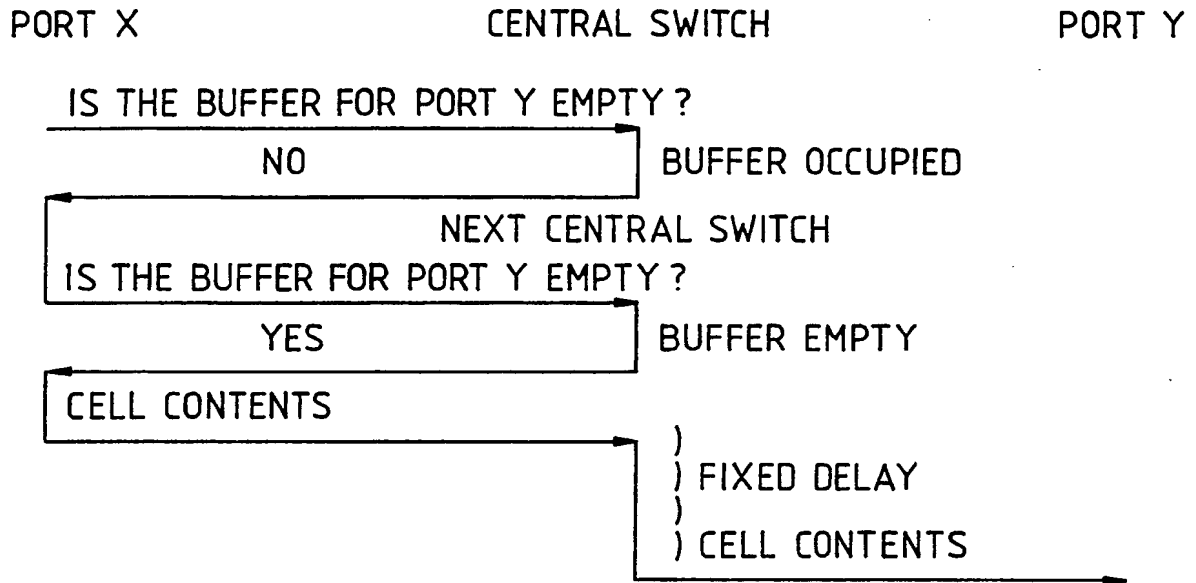 PORT X CENTRAL SWITCH PORT Y
IS THE BUFFER FOR PORT Y EMPTY?
NO BUFFER OCCUPIED
NEXT CENTRAL SWITCH
IS THE BUFFER FOR PORT Y EMPTY?
YES BUFFER EMPTY
CELL CONTENTS
)
) FIXED DELAY
)
) CELL CONTENTS